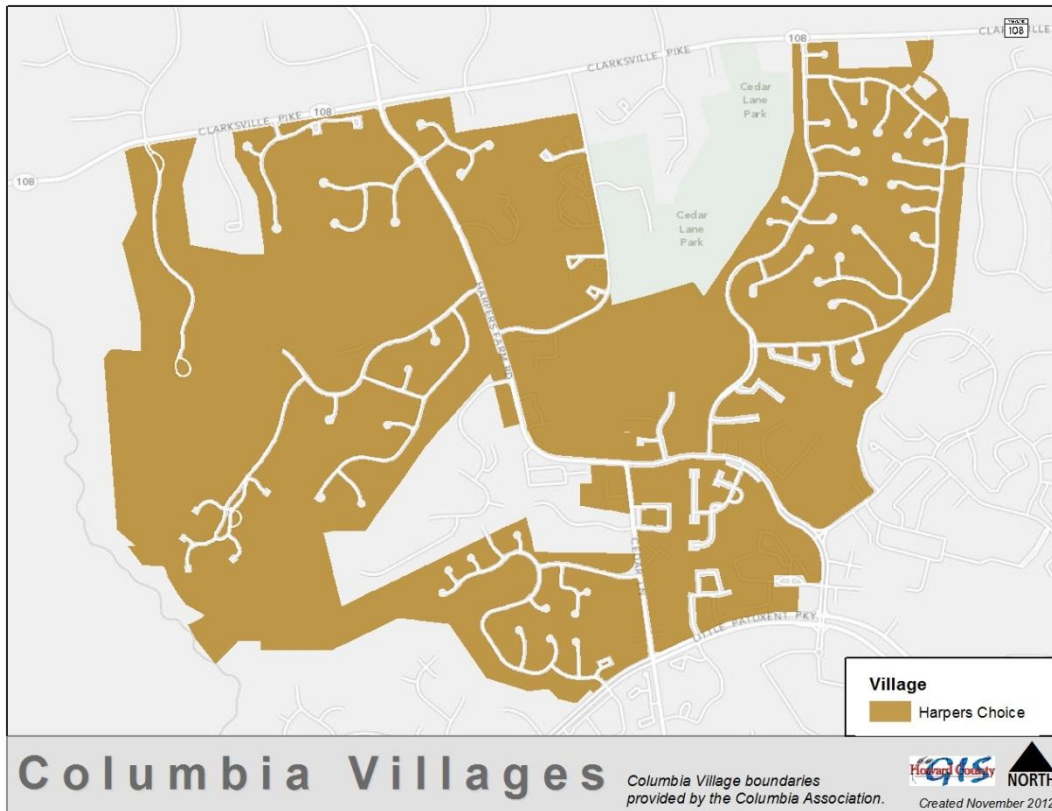 108
CLARKSVILLE
108
CLARKSVILLE PIKE
Cedar
Lane
Park
CLARKSVILLE PIKE
108
108
Cedar
Lane
Park
HARPERS FARM RD
CEDAR LN
LITTLE PATUXENT PKY
Village
Harpers Choice
Columbia Villages
Columbia Village boundaries
provided by the Columbia Association.
Howard County
GIS
NORTH
Created November 2012